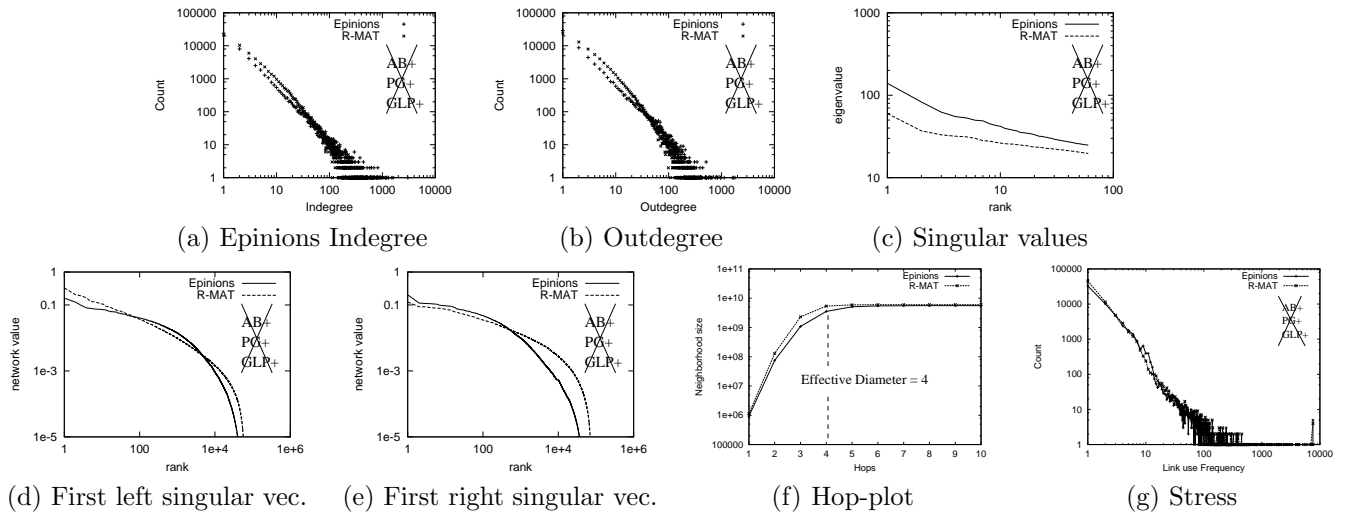 100000
10000
1000
100
10
1
Count
1 10 100 1000 10000
Indegree
Epinions
R-MAT
AB+
PG+
GLP+
(a) Epinions Indegree
100000
10000
1000
100
10
1
Count
1 10 100 1000 10000
Outdegree
Epinions
R-MAT
AB+
PG+
GLP+
(b) Outdegree
1000
100
10
eigenvalue
1 10 100
rank
Epinions
R-MAT
AB+
PG+
GLP+
(c) Singular values
1
0.1
1e-3
1e-5
network value
1 100 1e+4 1e+6
rank
Epinions
R-MAT
AB+
PG+
GLP+
(d) First left singular vec.
1
0.1
1e-3
1e-5
network value
1 100 1e+4 1e+6
rank
Epinions
R-MAT
AB+
PG+
GLP+
(e) First right singular vec.
1e+11
1e+10
1e+09
1e+08
1e+07
1e+06
100000
Neighborhood size
1 2 3 4 5 6 7 8 9 10
Hops
Epinions
R-MAT
Effective Diameter = 4
(f) Hop-plot
100000
10000
1000
100
10
1
Count
1 10 100 1000 10000
Link use Frequency
Epinions
R-MAT
AB+
PG+
GLP+
(g) Stress